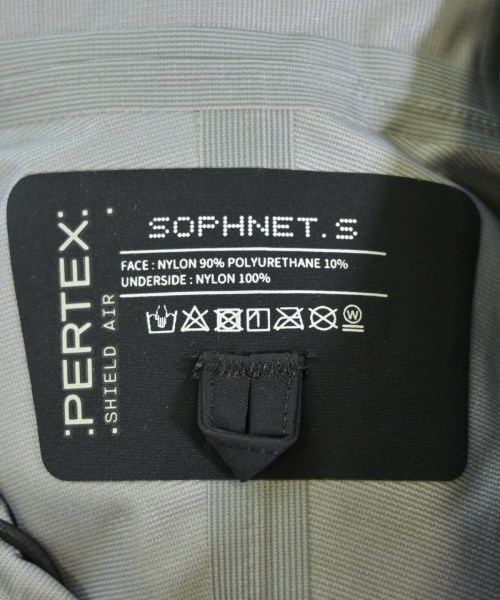 SOPHNET.S
FACE : NYLON 90% POLYURETHANE 10%
UNDERSIDE : NYLON 100%
W
PERTEX
SHIELD AIR